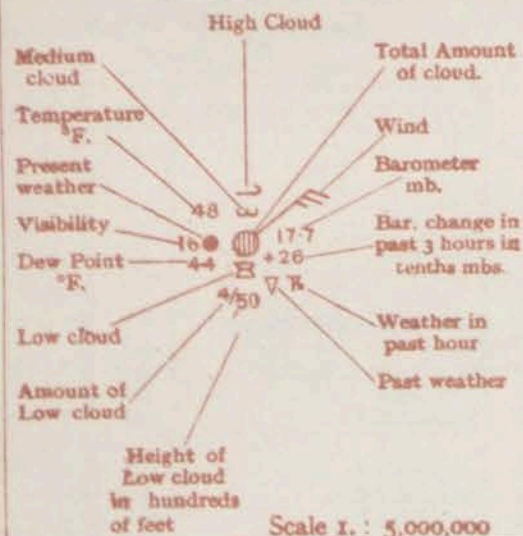 High Cloud
Medium
cloud
Total Amount
of cloud.
Temperature
°F.
Wind
Present
weather
Barometer
mb.
48
Visibility
16
17·7
Bar. change in
past 3 hours in
tenths mbs.
Dew Point
°F.
44
+26
4/50
Low cloud
Weather in
past hour
Amount of
Low cloud
Past weather
Height of
Low cloud
in hundreds
of feet
Scale 1. : 5,000,000